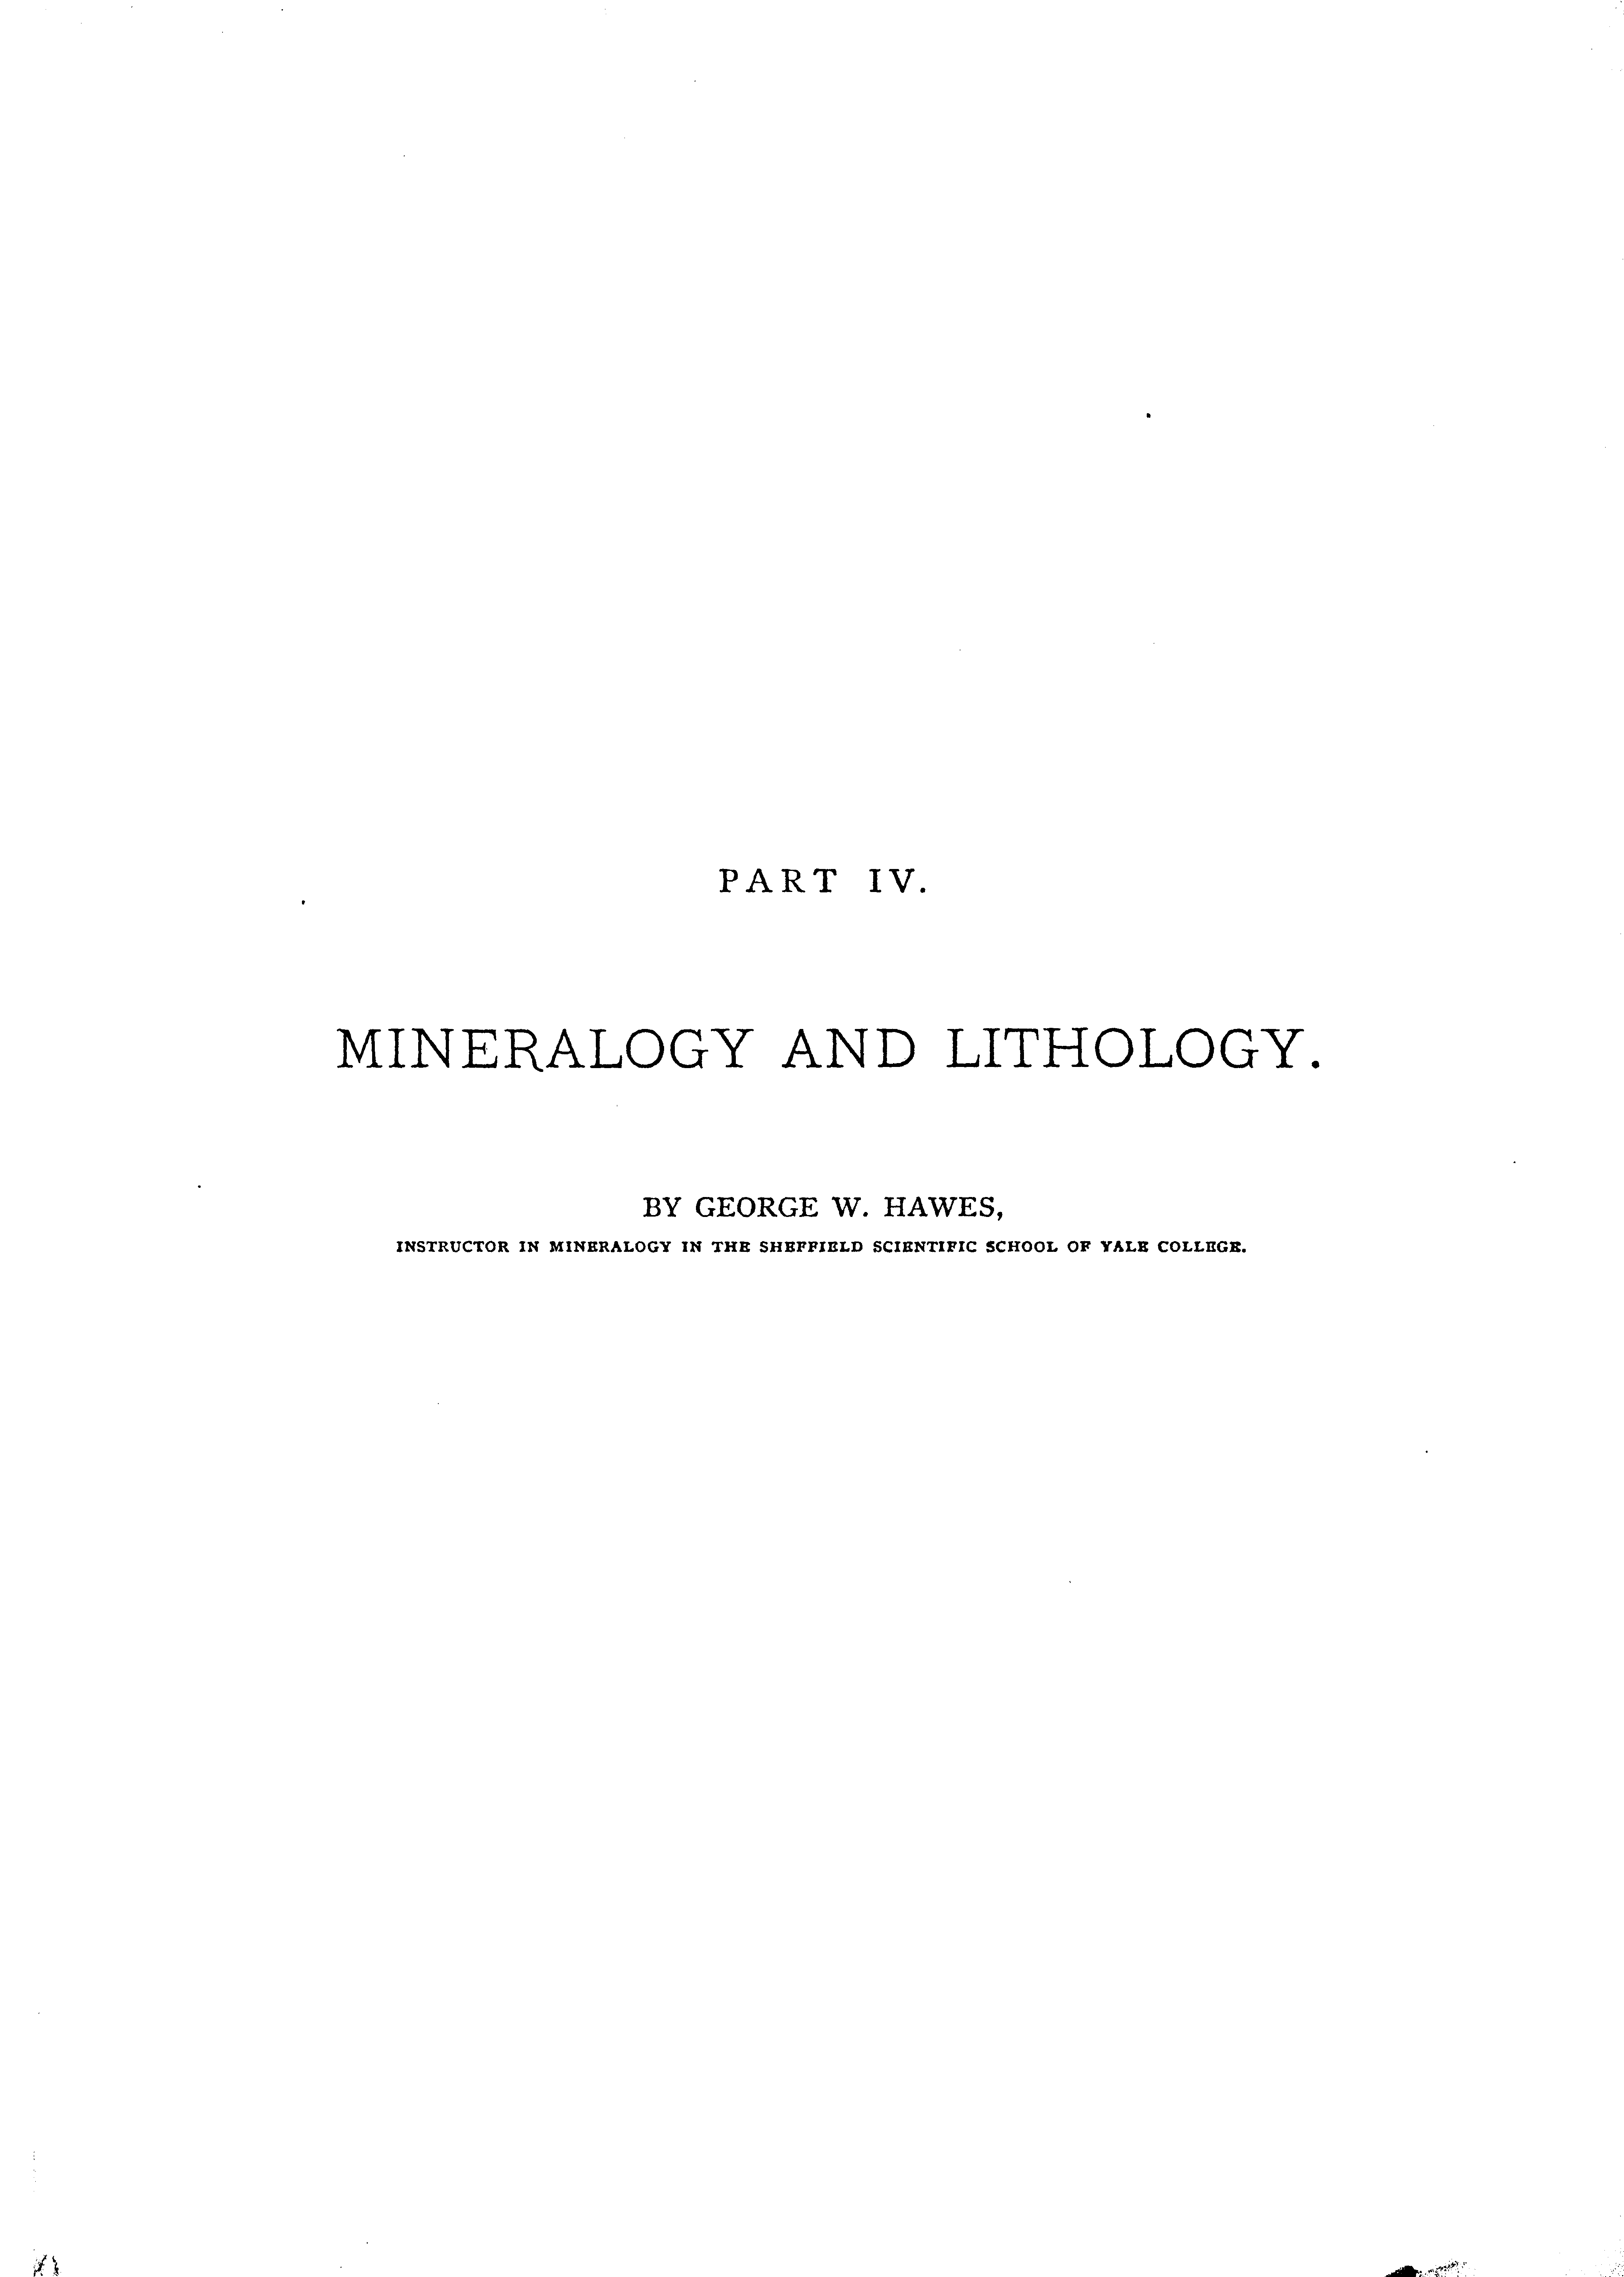 PART IV.
MINERALOGY AND LITHOLOGY.
BY GEORGE W. HAWES,
INSTRUCTOR IN MINERALOGY IN THE SHEFFIELD SCIENTIFIC SCHOOL OF YALE COLLEGE.